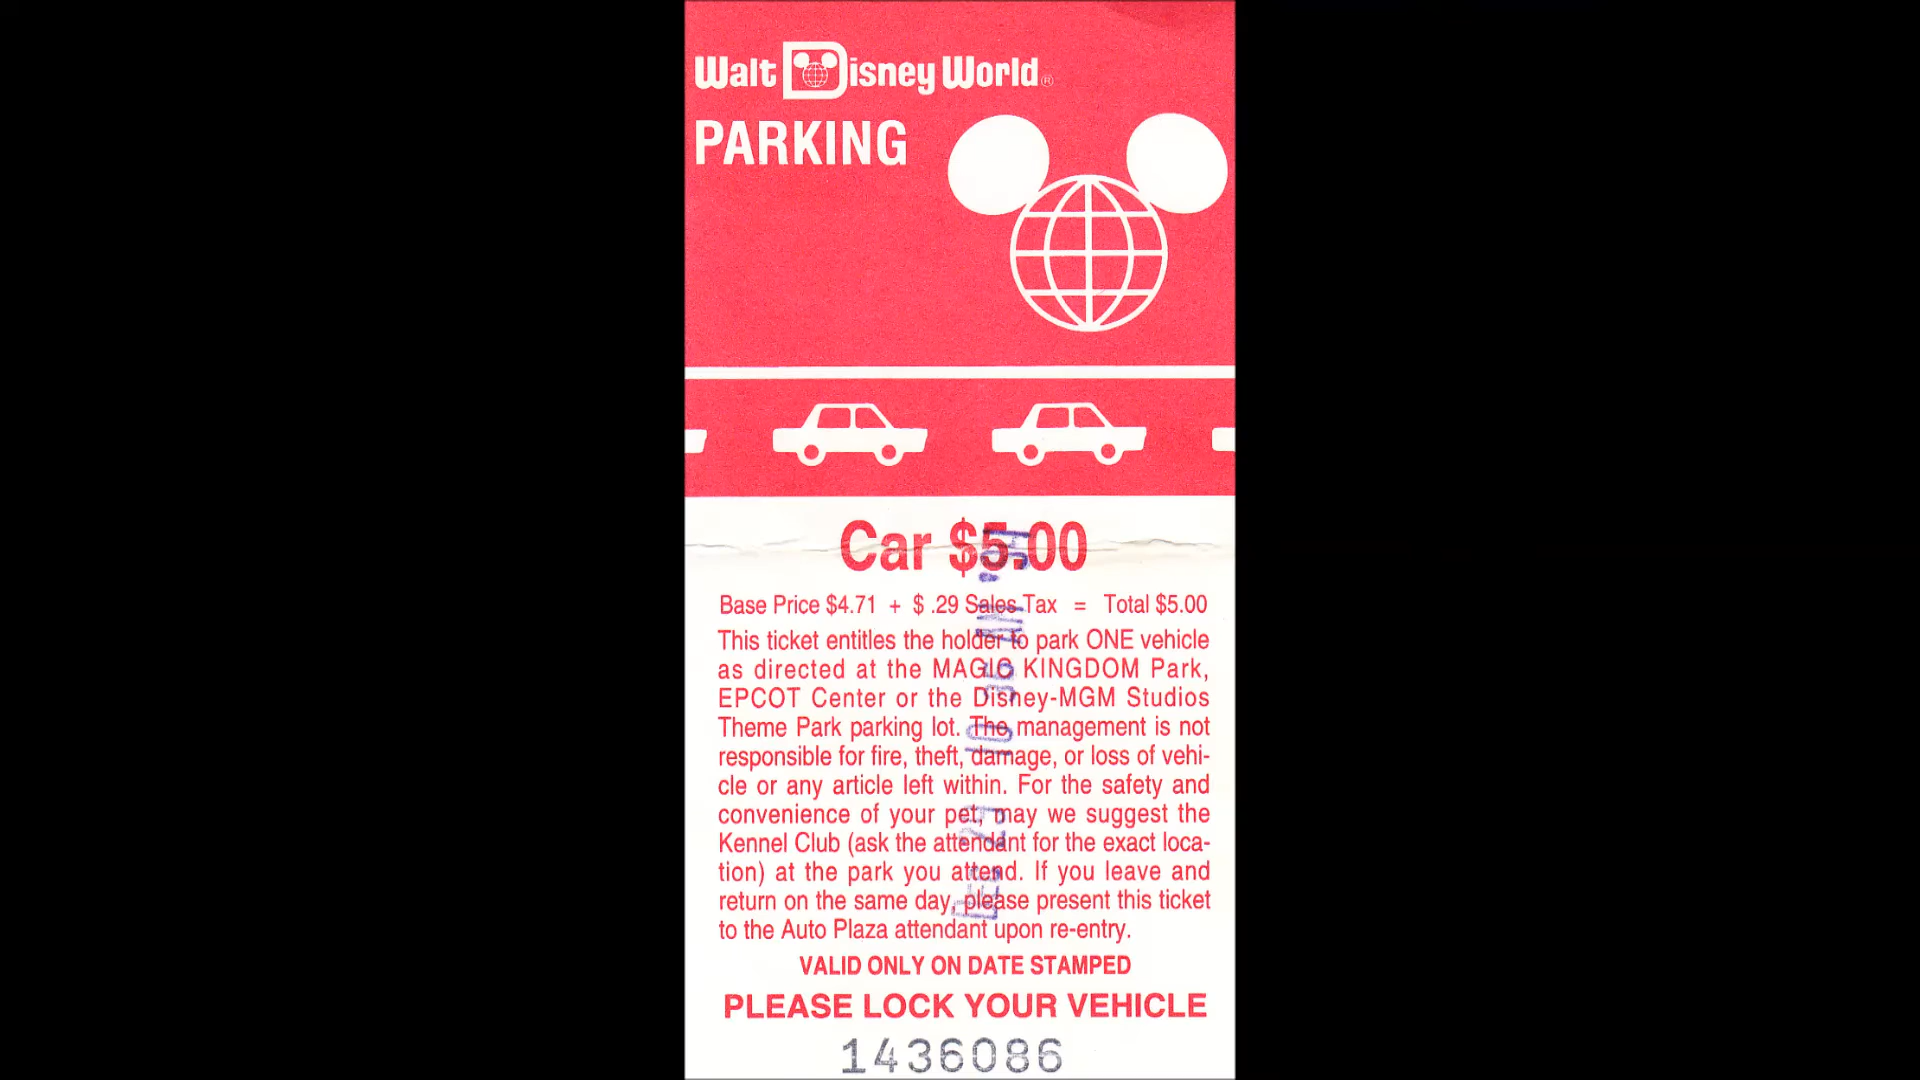 Walt Disney World®
PARKING
Car $5.00
Base Price $4.71 + $ .29 Sales Tax = Total $5.00
This ticket entitles the holder to park ONE vehicle
as directed at the MAGIC KINGDOM Park,
EPCOT Center or the Disney-MGM Studios
Theme Park parking lot. The management is not
responsible for fire, theft, damage, or loss of vehi-
cle or any article left within. For the safety and
convenience of your pet, may we suggest the
Kennel Club (ask the attendant for the exact loca-
tion) at the park you attend. If you leave and
return on the same day, please present this ticket
to the Auto Plaza attendant upon re-entry.
VALID ONLY ON DATE STAMPED
PLEASE LOCK YOUR VEHICLE
1436086